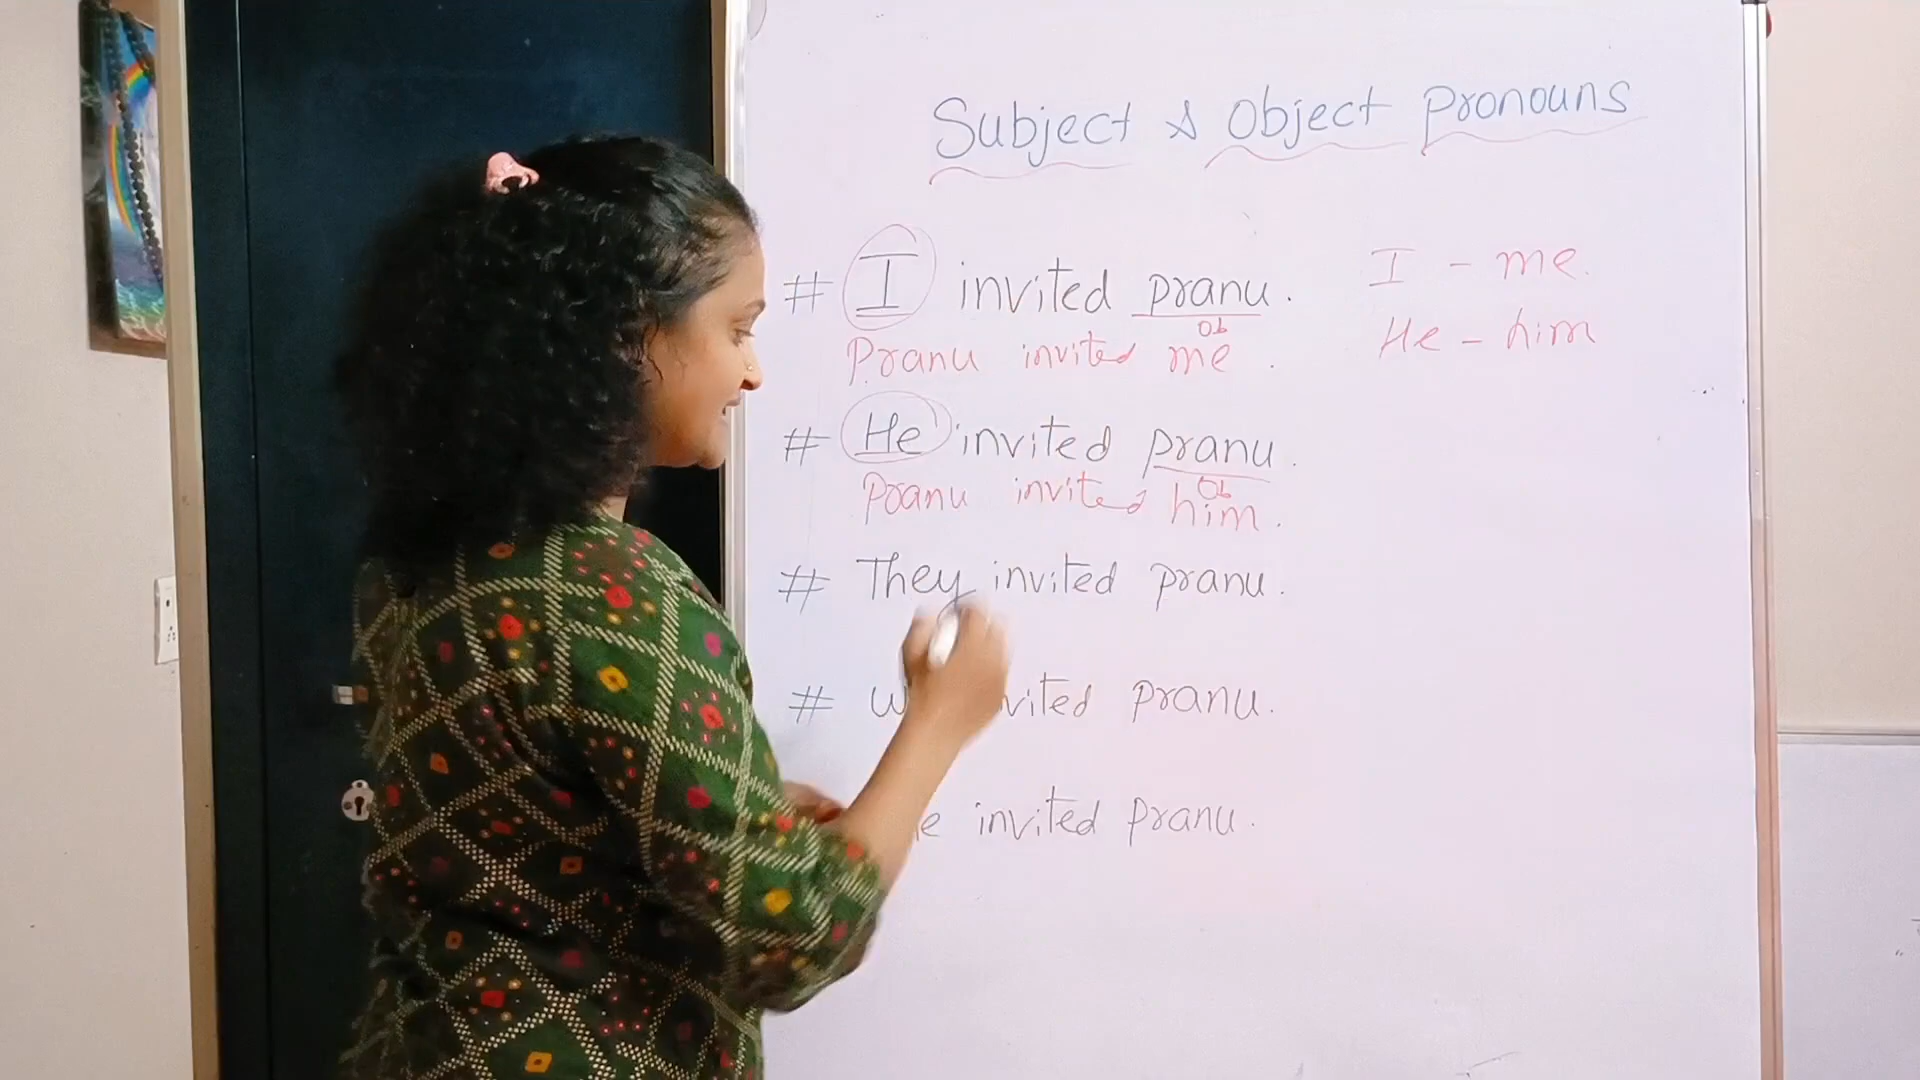 Subject & Object Pronouns
# I invited pranu.
Ob
Pranu invited me.
# He invited pranu.
Ob
Pranu invited him.
# They invited pranu.
# invited pranu.
invited pranu.
I - me.
He - him